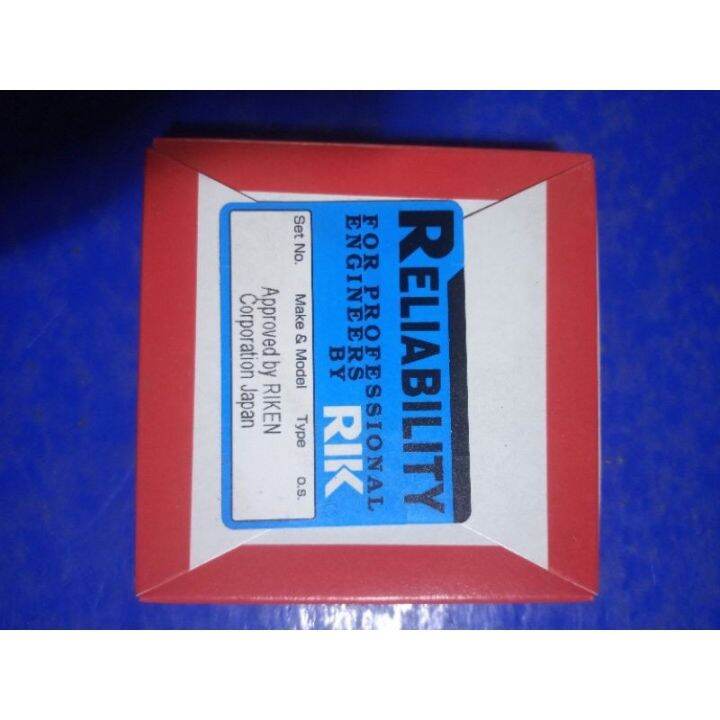 RELIABILITY
FOR PROFESSIONAL
ENGINEERS BY RIK
Set No. Make & Model Type O.S.
Approved by RIKEN
Corporation Japan